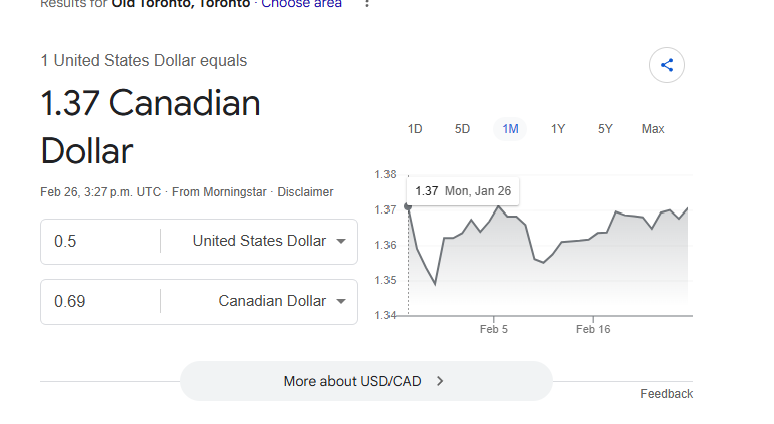 Results for Old Toronto, Toronto · Choose area
1 United States Dollar equals
1.37 Canadian
Dollar
Feb 26, 3:27 p.m. UTC · From Morningstar · Disclaimer
0.5 United States Dollar
0.69 Canadian Dollar
1D 5D 1M 1Y 5Y Max
1.38
1.37 Mon, Jan 26
1.37
1.36
1.35
1.34
Feb 5 Feb 16
More about USD/CAD
Feedback